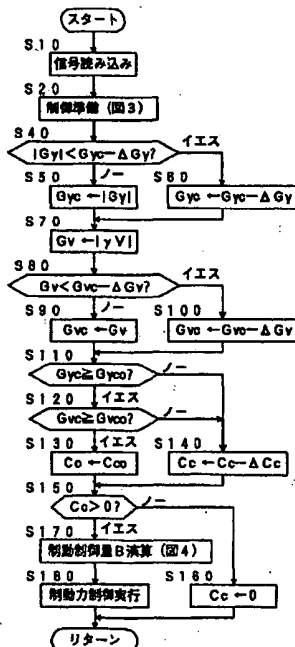 スタート
S10
信号読み込み
S20
制御準備(図3)
S40
|Gy|<Gyc−ΔGy?
イエス
ノー
S50
Gyc←|Gy|
S60
Gyc←Gyc−ΔGy
S70
Gv←|γV|
S80
Gv<Gvc−ΔGv?
イエス
ノー
S90
Gvc←Gv
S100
Gvc←Gvc−ΔGv
S110
Gyc≧Gyco?
ノー
イエス
S120
Gvc≧Gvco?
ノー
イエス
S130
Cc←Cco
S140
Cc←Cc−ΔCc
S150
Cc>0?
ノー
イエス
S170
制動制御量B演算(図4)
S180
制動力制御実行
S160
Cc←0
リターン